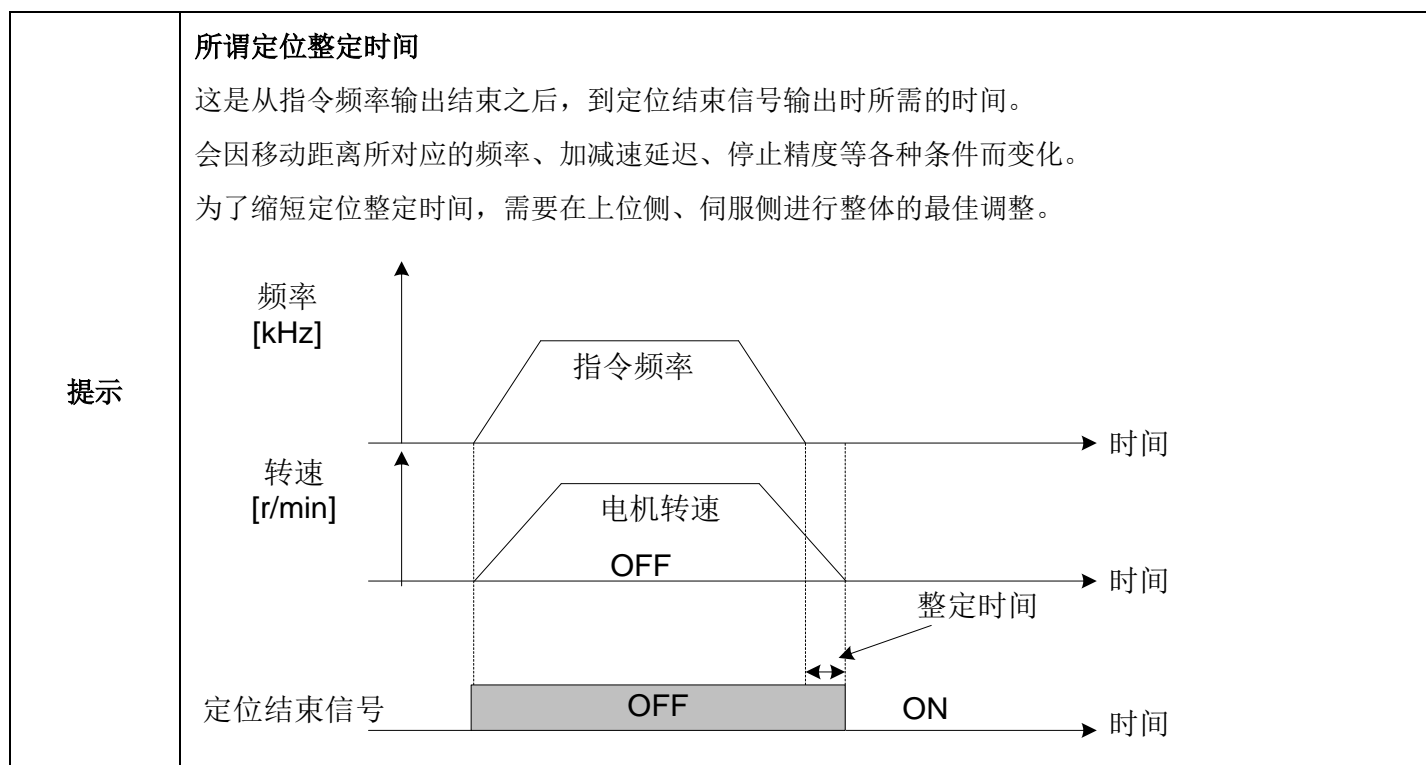 所谓定位整定时间
这是从指令频率输出结束之后，到定位结束信号输出时所需的时间。
会因移动距离所对应的频率、加减速延迟、停止精度等各种条件而变化。
为了缩短定位整定时间，需要在上位侧、伺服侧进行整体的最佳调整。
提示
频率
[kHz]
指令频率
时间
转速
[r/min]
电机转速
OFF
时间
整定时间
定位结束信号
OFF
ON
时间